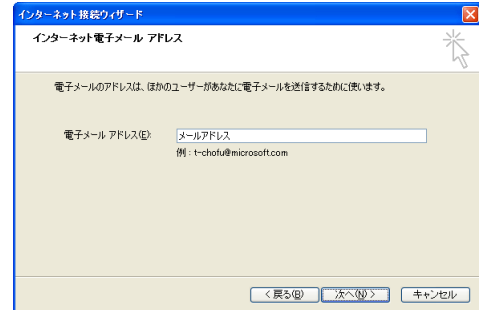 インターネット接続ウィザード
インターネット電子メール アドレス
電子メールのアドレスは、ほかのユーザーがあなたに電子メールを送信するために使います。
電子メール アドレス(E):
メールアドレス
例 : t-chofu@microsoft.com
< 戻る(B)
次へ(N) >
キャンセル